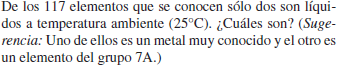 De los 117 elementos que se conocen sólo dos son líqui-
dos a temperatura ambiente (25°C). ¿Cuáles son? (Suge-
rencia: Uno de ellos es un metal muy conocido y el otro es
un elemento del grupo 7A.)